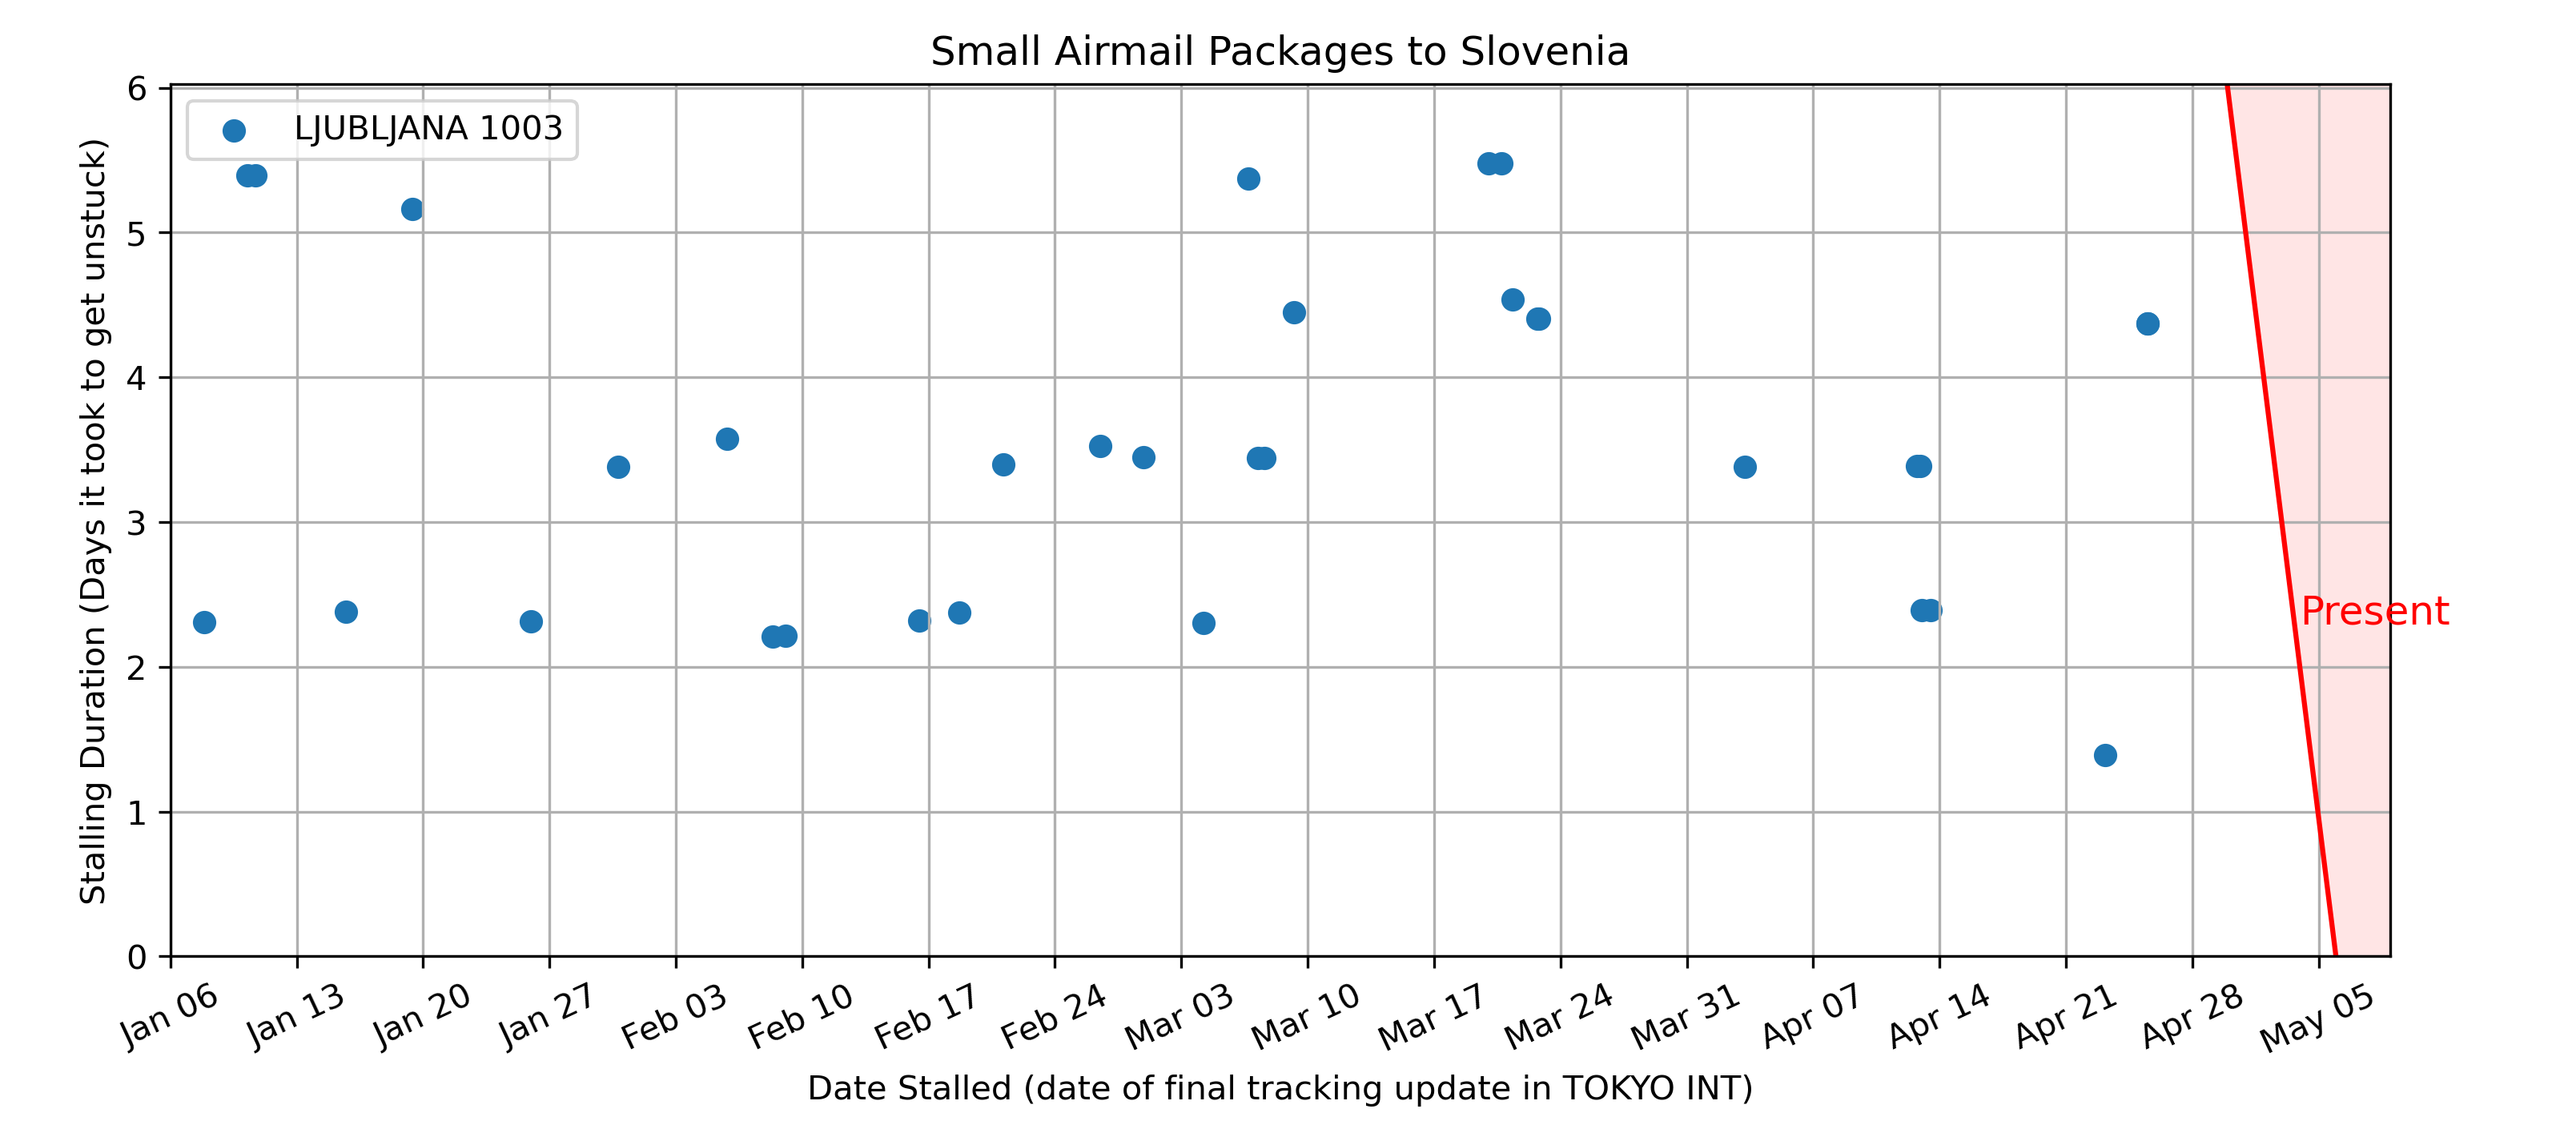 Small Airmail Packages to Slovenia
LJUBLJANA 1003
Stalling Duration (Days it took to get unstuck)
6
5
4
3
2
1
0
Present
Jan 06
Jan 13
Jan 20
Jan 27
Feb 03
Feb 10
Feb 17
Feb 24
Mar 03
Mar 10
Mar 17
Mar 24
Mar 31
Apr 07
Apr 14
Apr 21
Apr 28
May 05
Date Stalled (date of final tracking update in TOKYO INT)